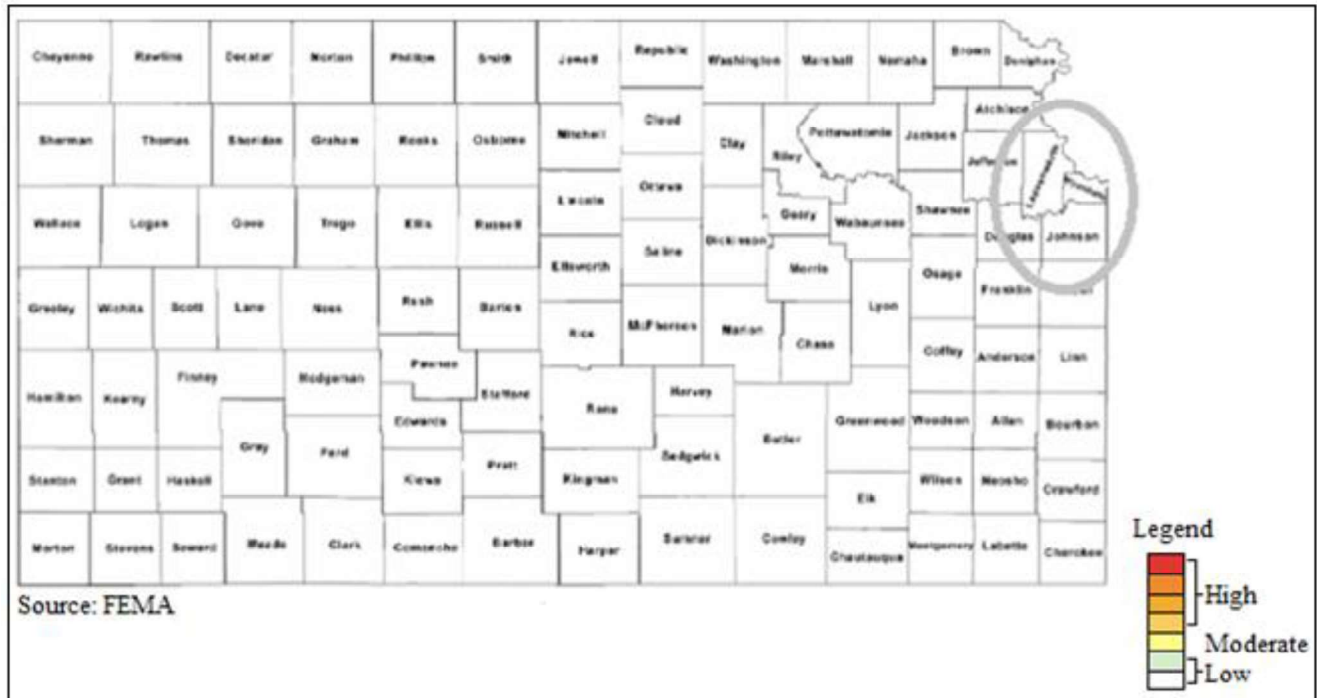 Cheyenne Rawlins Decatur Norton Phillips Smith Jewell Republic Washington Marshall Nemaha Brown Doniphan
Sherman Thomas Sheridan Graham Rooks Osborne Mitchell Cloud Clay Riley Pottawatomie Jackson Atchison
Jefferson
Lincoln Ottawa
Wallace Logan Gove Trego Ellis Russell Geary Wabaunsee Shawnee
Ellsworth Saline Dickinson Morris Osage Douglas Johnson
Greeley Wichita Scott Lane Ness Rush Barton Rice McPherson Marion Chase Lyon Franklin
Hamilton Kearny Finney Hodgeman Pawnee Stafford Reno Harvey Coffey Anderson Linn
Edwards Greenwood Woodson Allen Bourbon
Gray Ford Sedgwick Butler
Stanton Grant Haskell Kiowa Pratt Kingman Elk Wilson Neosho Crawford
Morton Stevens Seward Meade Clark Comanche Barber Harper Sumner Cowley Chautauqua Montgomery Labette Cherokee
Source: FEMA
Legend
High
Moderate
Low